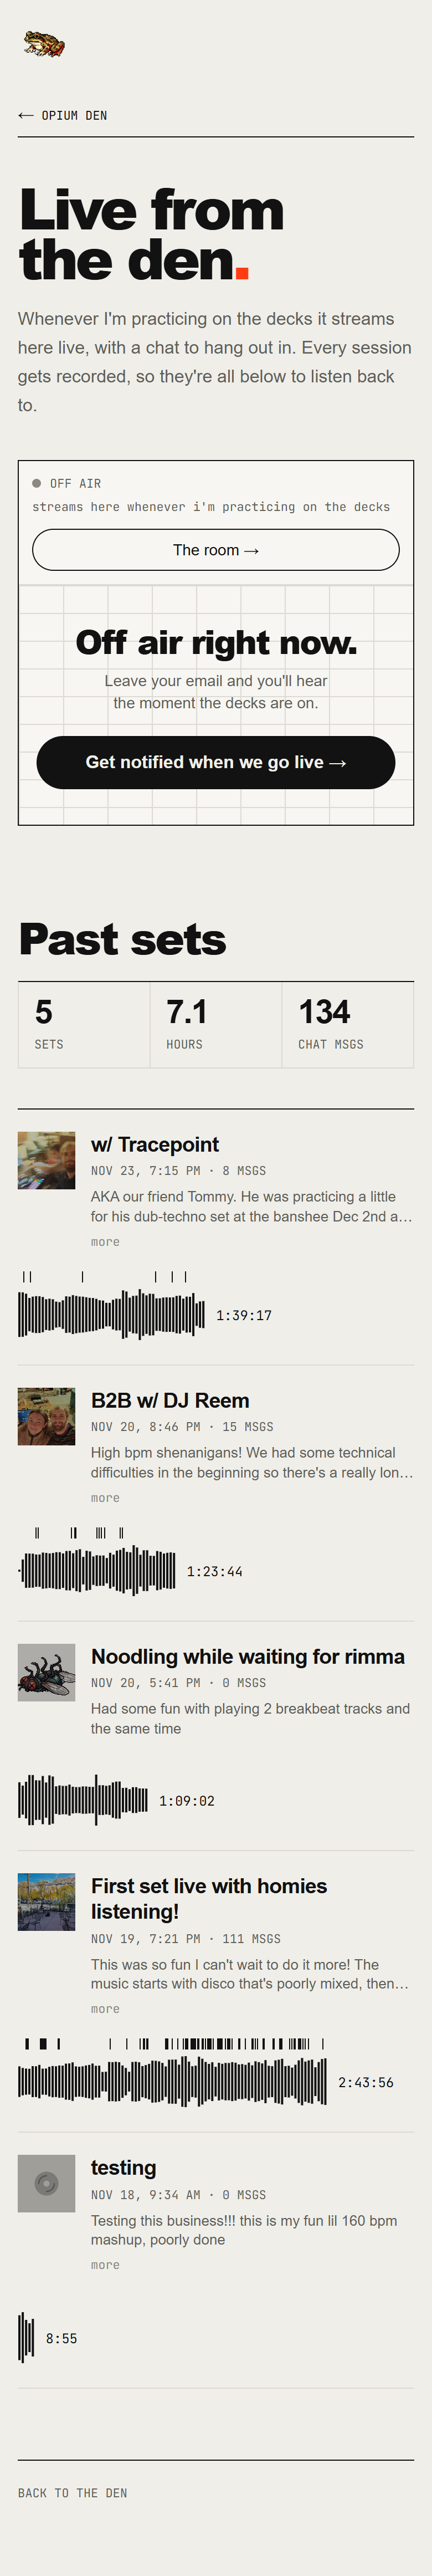 ← OPIUM DEN
Live from
the den.
Whenever I'm practicing on the decks it streams
here live, with a chat to hang out in. Every session
gets recorded, so they're all below to listen back
to.
OFF AIR
streams here whenever i'm practicing on the decks
The room →
Off air right now.
Leave your email and you'll hear
the moment the decks are on.
Get notified when we go live →
Past sets
5
SETS
7.1
HOURS
134
CHAT MSGS
w/ Tracepoint
NOV 23, 7:15 PM · 8 MSGS
AKA our friend Tommy. He was practicing a little
for his dub-techno set at the banshee Dec 2nd a…
more
1:39:17
B2B w/ DJ Reem
NOV 20, 8:46 PM · 15 MSGS
High bpm shenanigans! We had some technical
difficulties in the beginning so there's a really lon…
more
1:23:44
Noodling while waiting for rimma
NOV 20, 5:41 PM · 0 MSGS
Had some fun with playing 2 breakbeat tracks and
the same time
1:09:02
First set live with homies
listening!
NOV 19, 7:21 PM · 111 MSGS
This was so fun I can't wait to do it more! The
music starts with disco that's poorly mixed, then…
more
2:43:56
testing
NOV 18, 9:34 AM · 0 MSGS
Testing this business!!! this is my fun lil 160 bpm
mashup, poorly done
more
8:55
BACK TO THE DEN